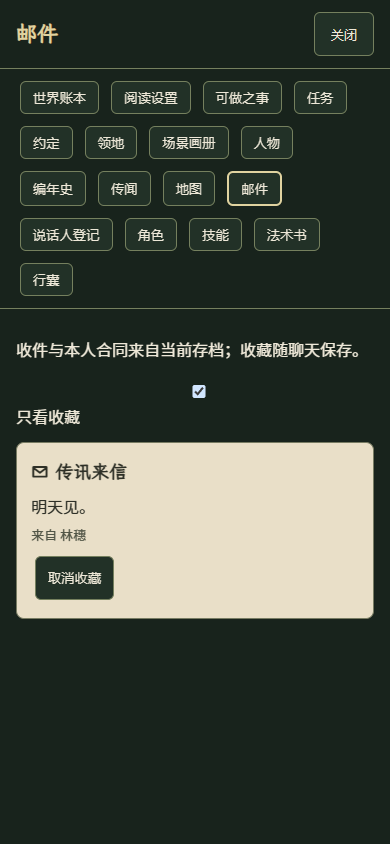 邮件
关闭
世界账本 阅读设置 可做之事 任务
约定 领地 场景画册 人物
编年史 传闻 地图 邮件
说话人登记 角色 技能 法术书
行囊
收件与本人合同来自当前存档；收藏随聊天保存。
只看收藏
传讯来信
明天见。
来自 林穗
取消收藏